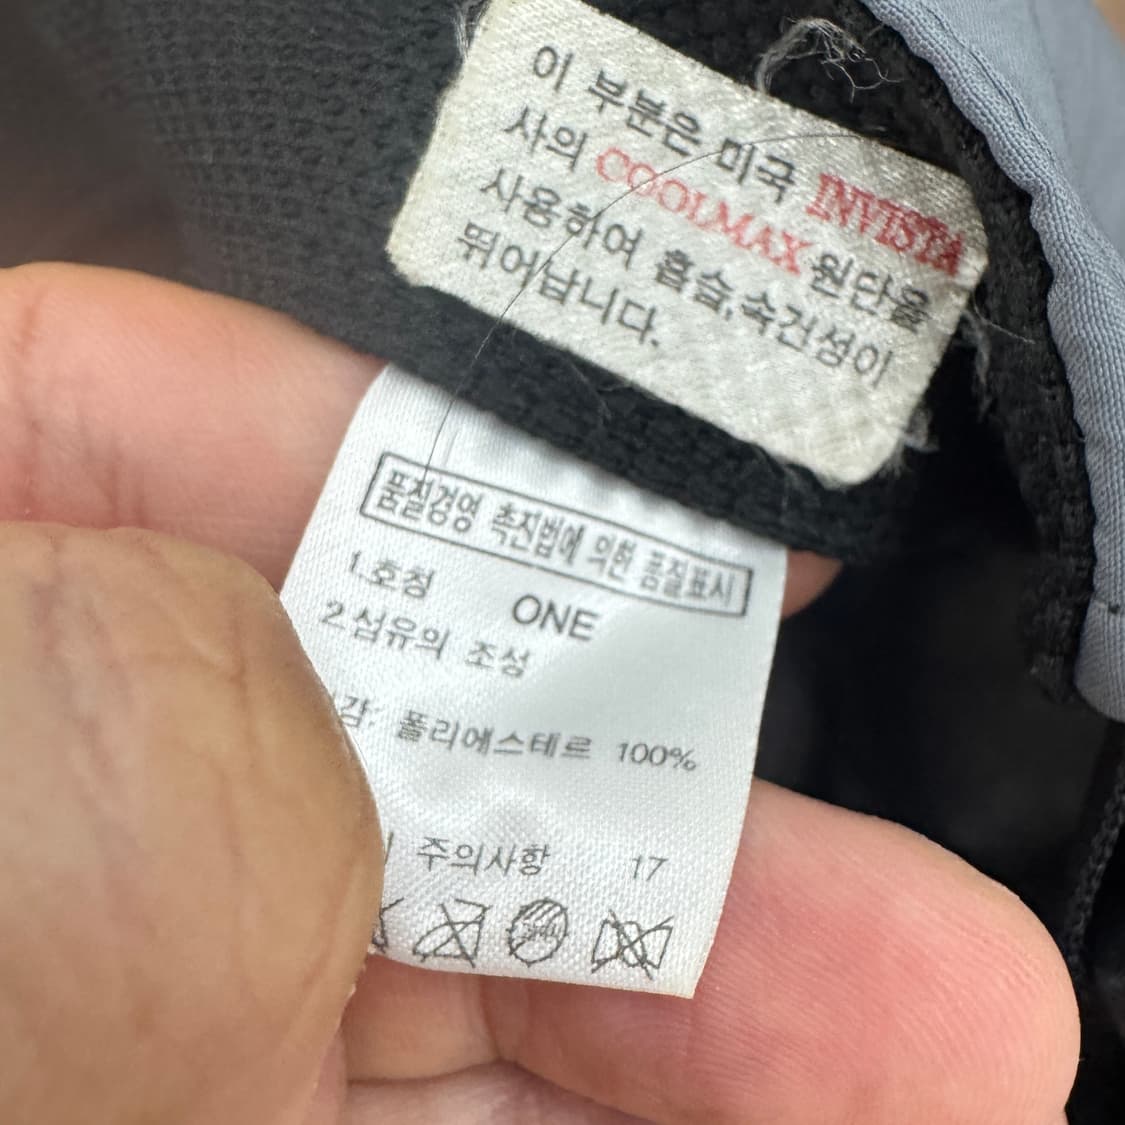 이 부분은 미국 INVISTA
사의 COOLMAX 원단을
사용하여 흡습,속건성이
뛰어납니다.
품질경영 촉진법에 의한 품질표시
1.호칭 ONE
2.섬유의 조성
감: 폴리에스테르 100%
주의사항 17